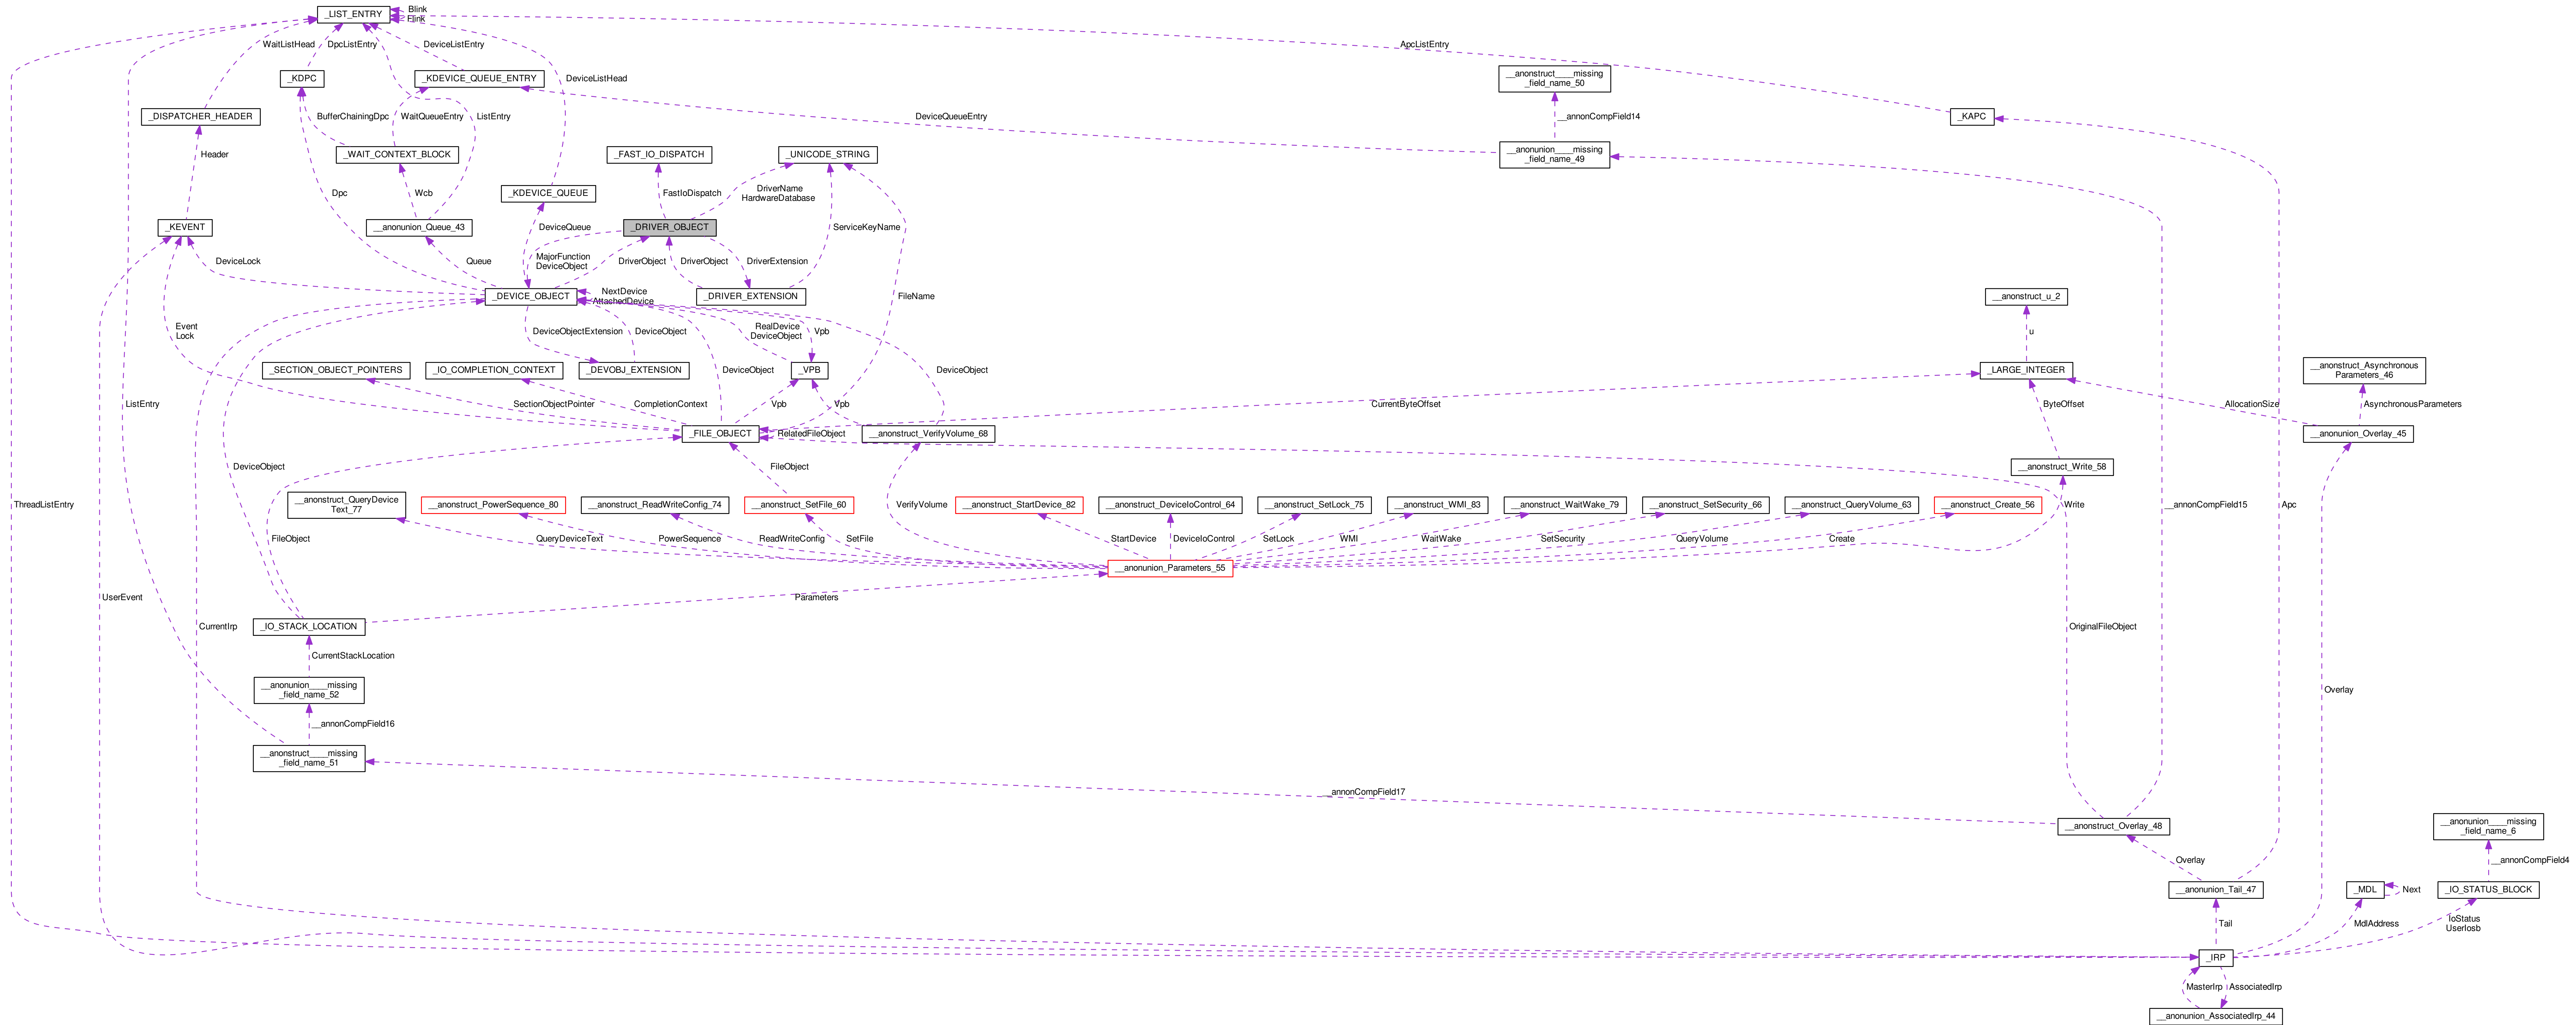 _LIST_ENTRY
Blink
Flink
WaitListHead
DpcListEntry
DeviceListEntry
ApcListEntry
_KDPC
_KDEVICE_QUEUE_ENTRY
DeviceListHead
__anonstruct____missing
_field_name_50
_DISPATCHER_HEADER
BufferChainingDpc
WaitQueueEntry
ListEntry
DeviceQueueEntry
__annonCompField14
_KAPC
Header
_WAIT_CONTEXT_BLOCK
_FAST_IO_DISPATCH
_UNICODE_STRING
__anonunion____missing
_field_name_49
Dpc
Wcb
_KDEVICE_QUEUE
FastIoDispatch
DriverName
HardwareDatabase
_KEVENT
__anonunion_Queue_43
DeviceQueue
_DRIVER_OBJECT
ServiceKeyName
DeviceLock
Queue
MajorFunction
DeviceObject
DriverObject
DriverObject
DriverExtension
_DEVICE_OBJECT
NextDevice
AttachedDevice
_DRIVER_EXTENSION
FileName
__anonstruct_u_2
Event
Lock
DeviceObjectExtension
DeviceObject
RealDevice
DeviceObject
Vpb
u
_SECTION_OBJECT_POINTERS
_IO_COMPLETION_CONTEXT
_DEVOBJ_EXTENSION
DeviceObject
_VPB
DeviceObject
_LARGE_INTEGER
__anonstruct_Asynchronous
Parameters_46
ListEntry
SectionObjectPointer
CompletionContext
Vpb
Vpb
CurrentByteOffset
ByteOffset
AllocationSize
AsynchronousParameters
_FILE_OBJECT
RelatedFileObject
__anonstruct_VerifyVolume_68
__anonunion_Overlay_45
DeviceObject
FileObject
__anonstruct_Write_58
ThreadListEntry
__anonstruct_QueryDevice
Text_77
__anonstruct_PowerSequence_80
__anonstruct_ReadWriteConfig_74
__anonstruct_SetFile_60
VerifyVolume
__anonstruct_StartDevice_82
__anonstruct_DeviceIoControl_64
__anonstruct_SetLock_75
__anonstruct_WMI_83
__anonstruct_WaitWake_79
__anonstruct_SetSecurity_66
__anonstruct_QueryVolume_63
__anonstruct_Create_56
Write
__annonCompField15
Apc
FileObject
QueryDeviceText
PowerSequence
ReadWriteConfig
SetFile
StartDevice
DeviceIoControl
SetLock
WMI
WaitWake
SetSecurity
QueryVolume
Create
__anonunion_Parameters_55
UserEvent
Parameters
CurrentIrp
_IO_STACK_LOCATION
OriginalFileObject
CurrentStackLocation
__anonunion____missing
_field_name_52
Overlay
__annonCompField16
__anonstruct____missing
_field_name_51
__annonCompField17
__anonstruct_Overlay_48
__anonunion____missing
_field_name_6
Overlay
__annonCompField4
__anonunion_Tail_47
_MDL
Next
_IO_STATUS_BLOCK
Tail
MdlAddress
IoStatus
UserIosb
_IRP
MasterIrp
AssociatedIrp
__anonunion_AssociatedIrp_44